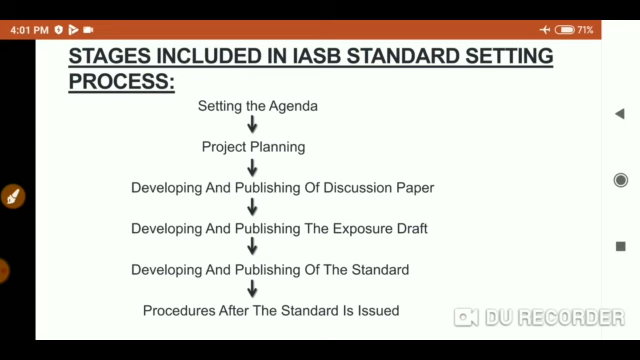 4:01 PM
71%
STAGES INCLUDED IN IASB STANDARD SETTING
PROCESS:
Setting the Agenda
Project Planning
Developing And Publishing Of Discussion Paper
Developing And Publishing The Exposure Draft
Developing And Publishing Of The Standard
Procedures After The Standard Is Issued
DU RECORDER